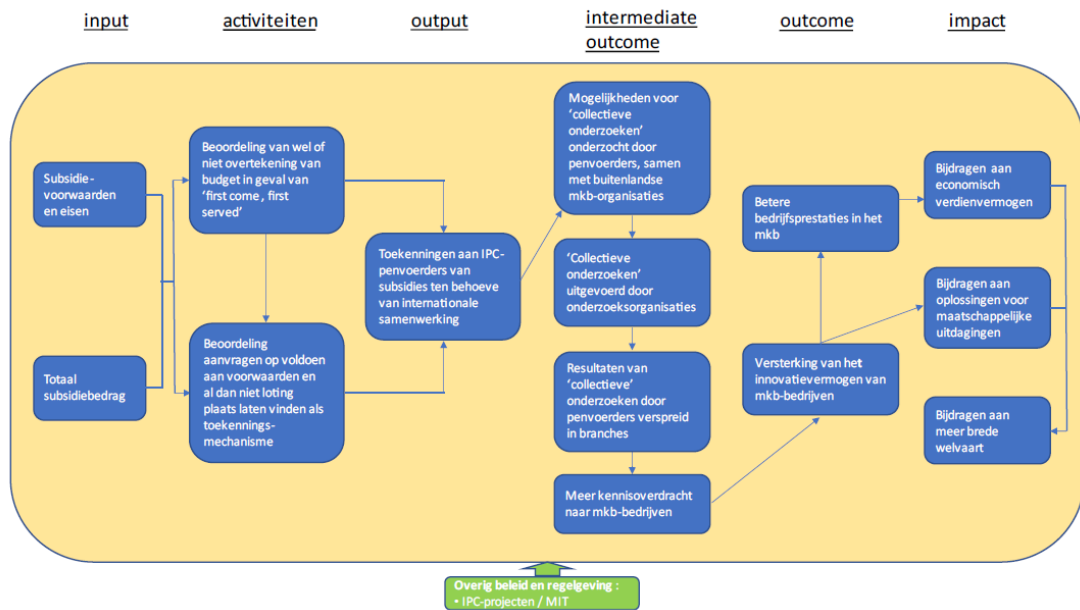 input
activiteiten
output
intermediate
outcome
outcome
impact
Subsidie-
voorwaarden
en eisen
Totaal
subsidiebedrag
Beoordeling van wel of
niet overtekening van
budget in geval van
‘first come , first
served’
Beoordeling
aanvragen op voldoen
aan voorwaarden en
al dan niet loting
plaats laten vinden als
toekennings-
mechanisme
Toekenningen aan IPC-
penvoerders van
subsidies ten behoeve
van internationale
samenwerking
Mogelijkheden voor
‘collectieve
onderzoeken’
onderzocht door
penvoerders, samen
met buitenlandse
mkb-organisaties
‘Collectieve
onderzoeken’
uitgevoerd door
onderzoeksorganisaties
Resultaten van
‘collectieve’
onderzoeken door
penvoerders verspreid
in branches
Meer kennisoverdracht
naar mkb-bedrijven
Betere
bedrijfsprestaties in het
mkb
Versterking van het
innovatievermogen van
mkb-bedrijven
Bijdragen aan
economisch
verdienvermogen
Bijdragen aan
oplossingen voor
maatschappelijke
uitdagingen
Bijdragen aan
meer brede
welvaart
Overig beleid en regelgeving :
• IPC-projecten / MIT